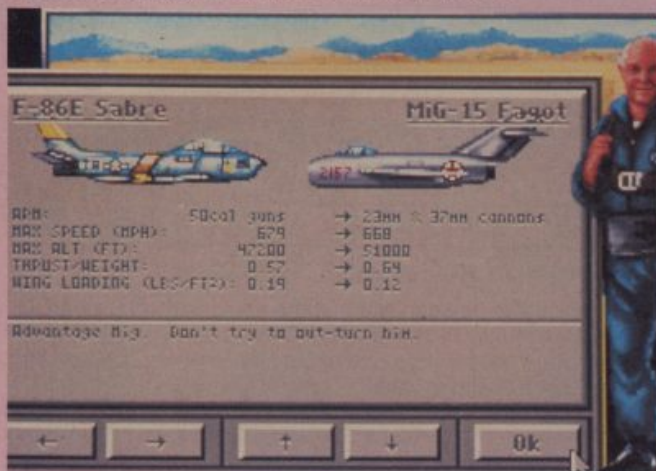 F-86E Sabre
MiG-15 Fagot
2157
ARM: 50cal guns → 23mm & 37mm cannons
MAX SPEED (MPH): 679 → 668
MAX ALT (FT): 47200 → 51000
THRUST/WEIGHT: 0.57 → 0.64
WING LOADING (LBS/FT²): 0.19 → 0.12
Advantage Mig. Don't try to out-turn him.
← → ↑ ↓ Ok